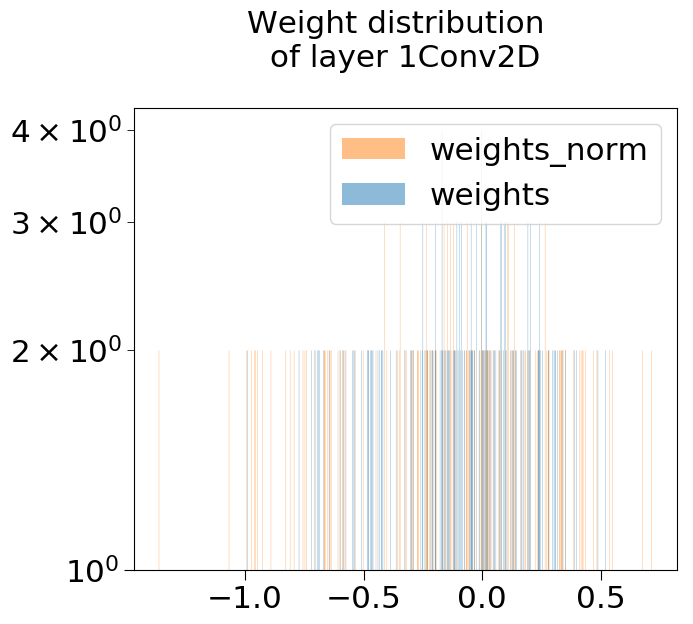 Weight distribution
of layer 1Conv2D
4 × 10⁰
3 × 10⁰
2 × 10⁰
10⁰
weights_norm
weights
−1.0 −0.5 0.0 0.5